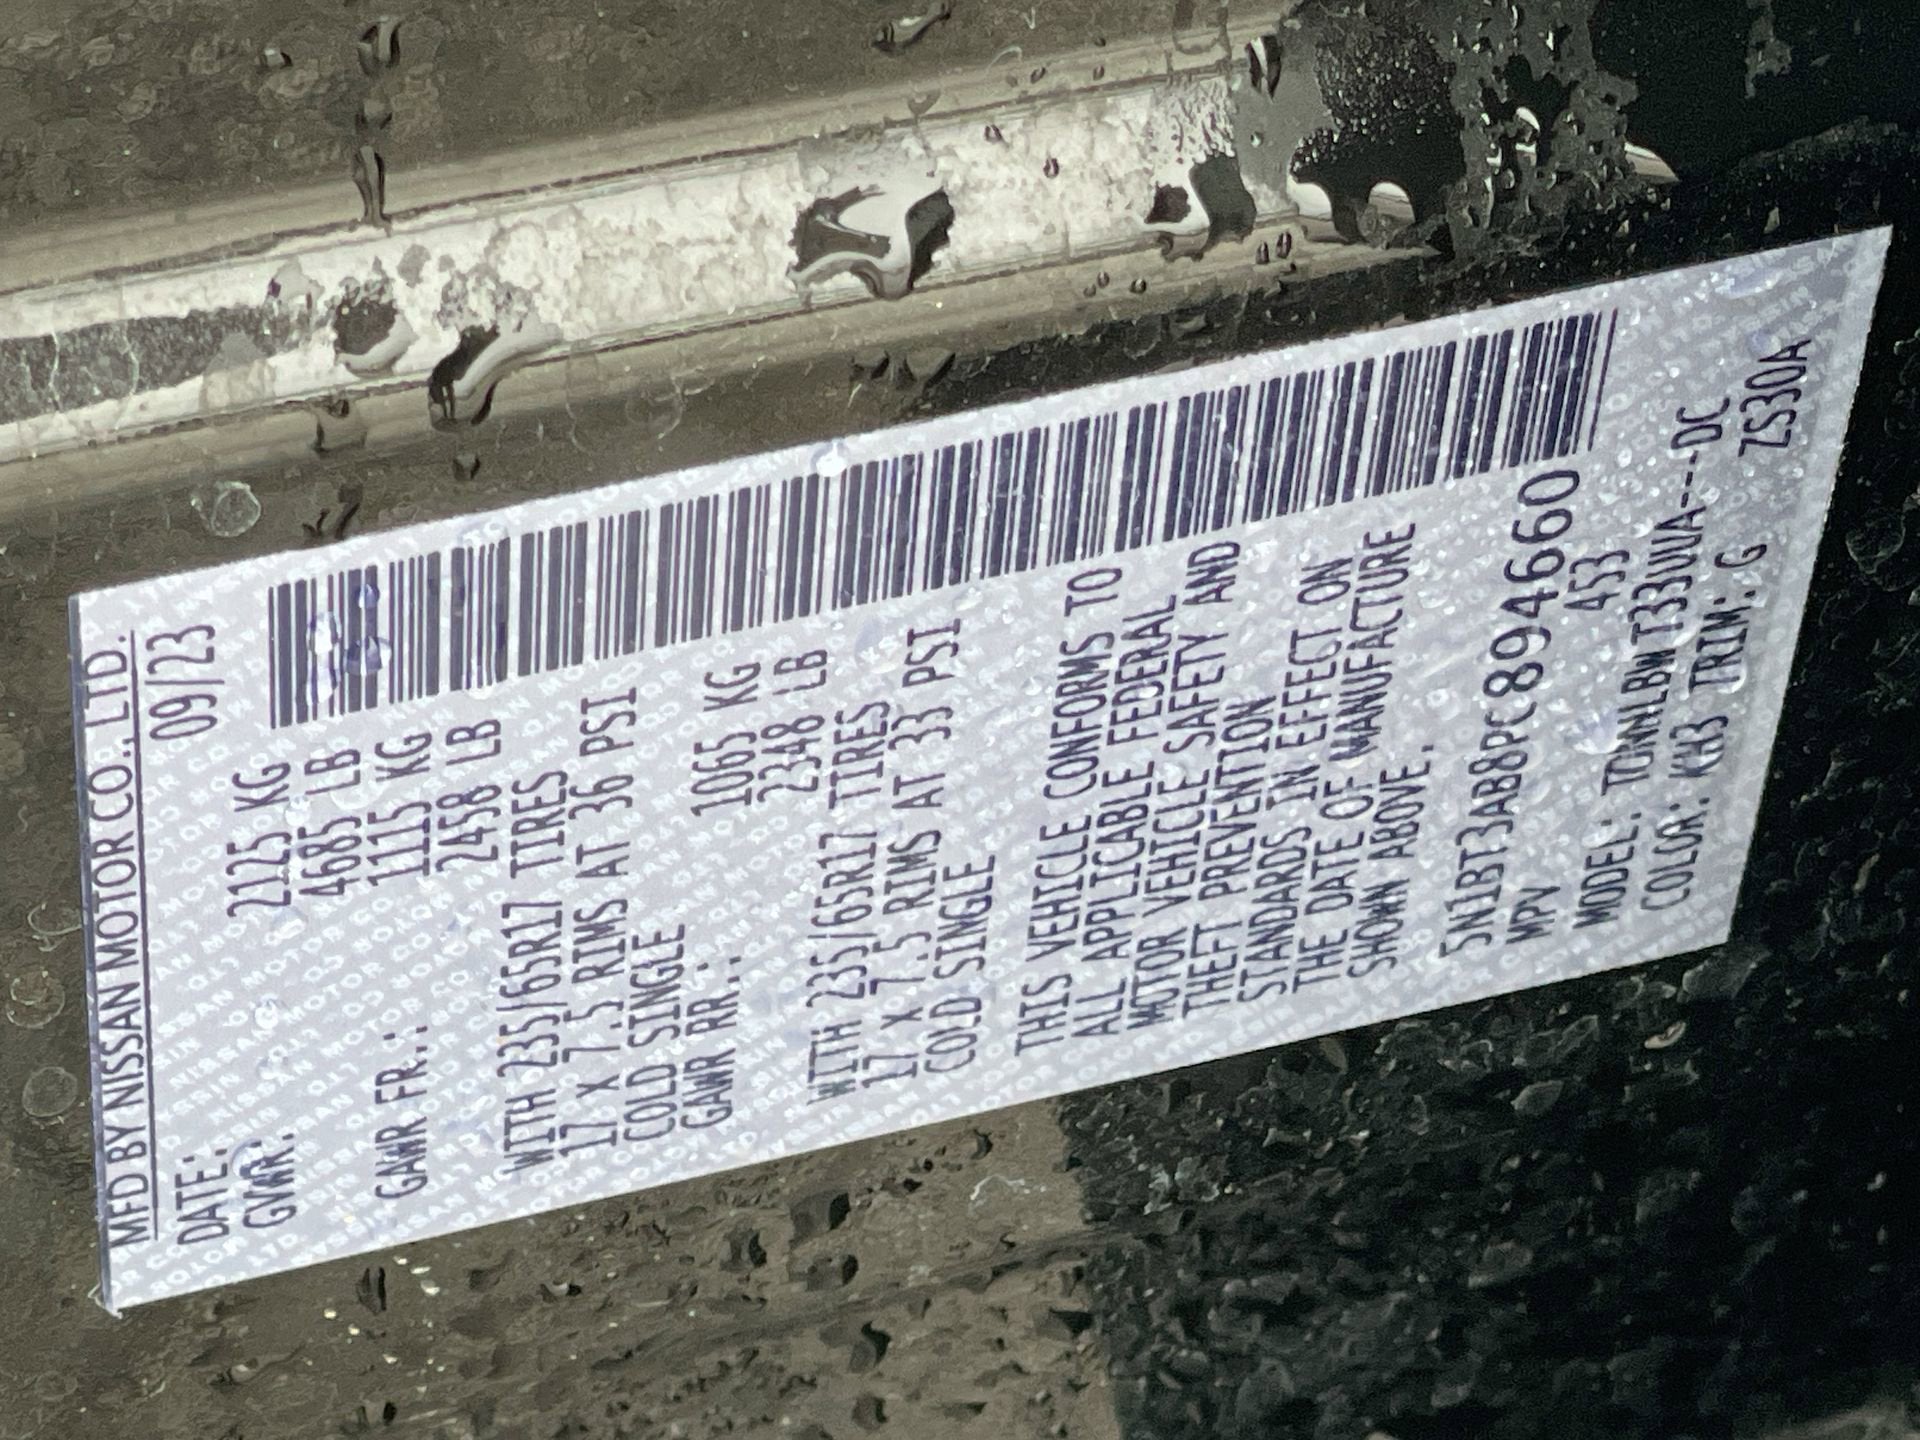 MFD BY NISSAN MOTOR CO., LTD.
DATE: 09/23
GVWR: 2125 KG
4685 LB
GAWR FR.: 1115 KG
2458 LB
WITH 235/65R17 TIRES
17 X 7.5 RIMS AT 36 PSI
COLD SINGLE
GAWR RR.: 1065 KG
2348 LB
WITH 235/65R17 TIRES
17 X 7.5 RIMS AT 33 PSI
COLD SINGLE
THIS VEHICLE CONFORMS TO
ALL APPLICABLE FEDERAL
MOTOR VEHICLE SAFETY AND
THEFT PREVENTION
STANDARDS IN EFFECT ON
THE DATE OF MANUFACTURE
SHOWN ABOVE.
5N1BT3AB8PC894660
MPV 453
MODEL: TDNNLBWT33UUA---DC
COLOR: KH3 TRIM: G ZS30A